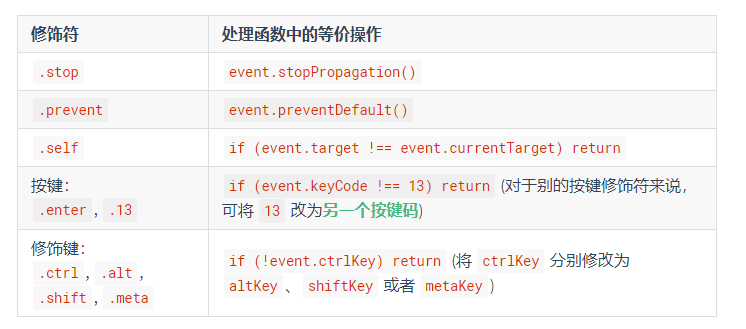 修饰符 处理函数中的等价操作
.stop event.stopPropagation()
.prevent event.preventDefault()
.self if (event.target !== event.currentTarget) return
按键：
.enter，.13
if (event.keyCode !== 13) return (对于别的按键修饰符来说，
可将 13 改为另一个按键码)
修饰键：
.ctrl，.alt，
.shift，.meta
if (!event.ctrlKey) return (将 ctrlKey 分别修改为
altKey、shiftKey 或者 metaKey)